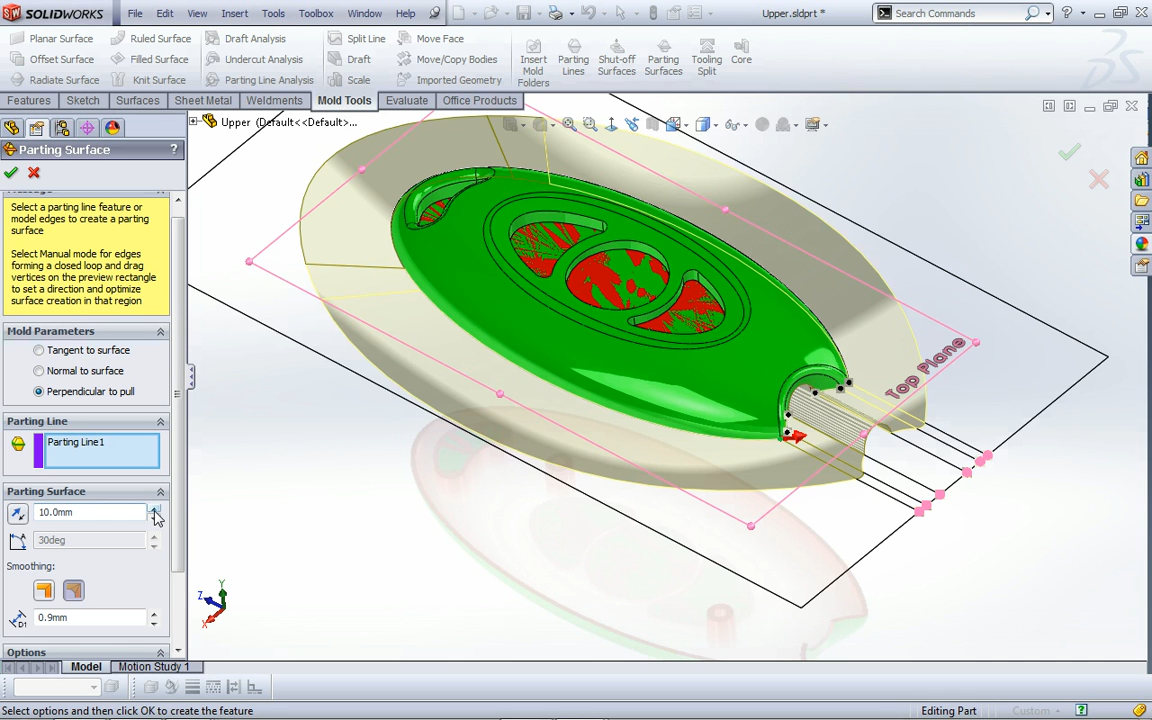 SOLIDWORKS File Edit View Insert Tools Toolbox Window Help Upper.sldprt * Search Commands
Planar Surface Ruled Surface Draft Analysis Split Line Move Face
Offset Surface Filled Surface Undercut Analysis Draft Move/Copy Bodies
Radiate Surface Knit Surface Parting Line Analysis Scale Imported Geometry
Insert Mold Folders
Parting Lines
Shut-off Surfaces
Parting Surfaces
Tooling Split
Core
Features Sketch Surfaces Sheet Metal Weldments Mold Tools Evaluate Office Products
Upper (Default<<Default>...
Parting Surface ?
Select a parting line feature or
model edges to create a parting
surface
Select Manual mode for edges
forming a closed loop and drag
vertices on the preview rectangle
to set a direction and optimize
surface creation in that region
Mold Parameters
Tangent to surface
Normal to surface
Perpendicular to pull
Parting Line
Parting Line1
Parting Surface
10.0mm
30deg
Smoothing:
D1
0.9mm
Options
Top Plane
Y
Z
X
Model Motion Study 1
Select options and then click OK to create the feature Editing Part Custom